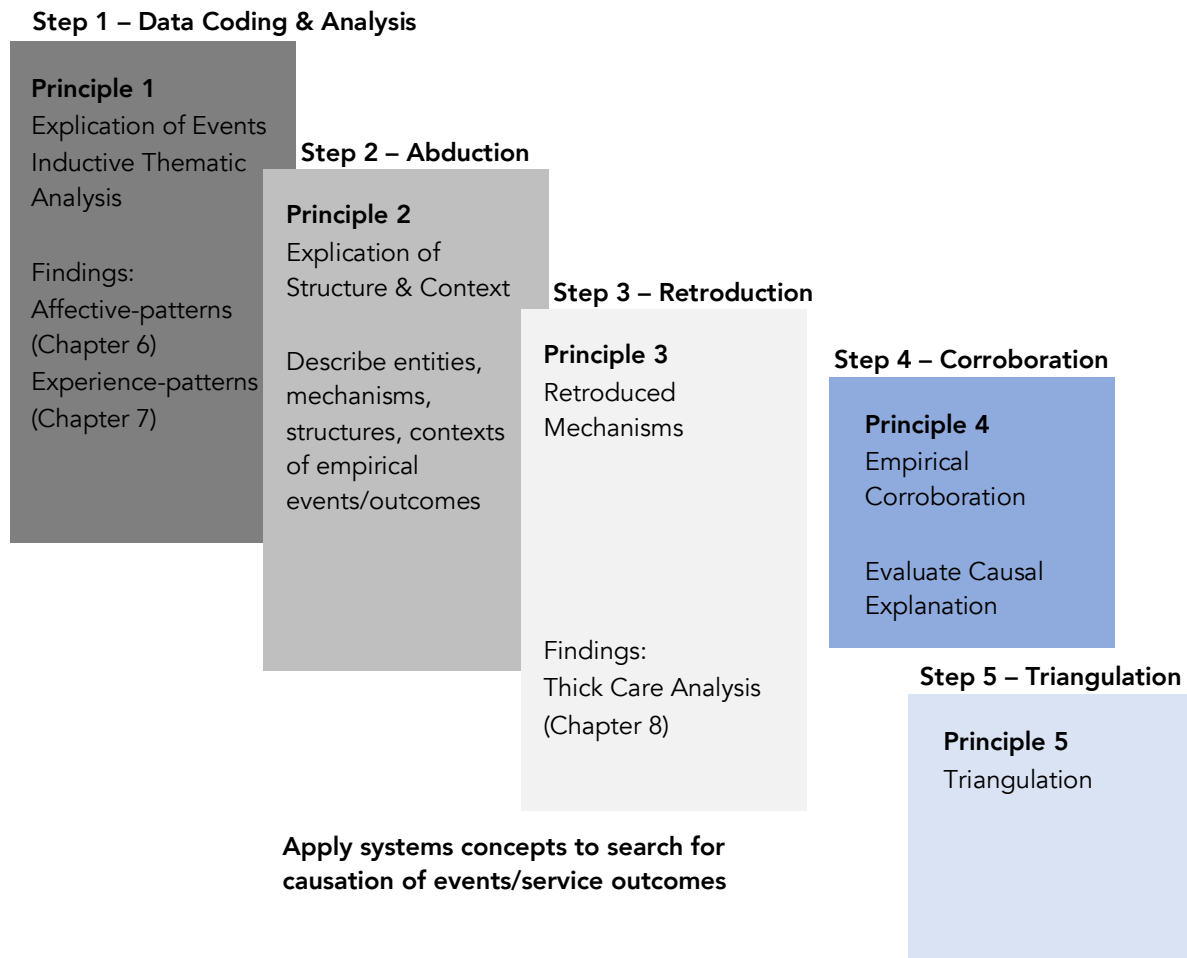 Step 1 – Data Coding & Analysis
Principle 1
Explication of Events
Inductive Thematic
Analysis
Findings:
Affective-patterns
(Chapter 6)
Experience-patterns
(Chapter 7)
Step 2 – Abduction
Principle 2
Explication of
Structure & Context
Describe entities,
mechanisms,
structures, contexts
of empirical
events/outcomes
Step 3 – Retroduction
Principle 3
Retroduced
Mechanisms
Findings:
Thick Care Analysis
(Chapter 8)
Step 4 – Corroboration
Principle 4
Empirical
Corroboration
Evaluate Causal
Explanation
Step 5 – Triangulation
Principle 5
Triangulation
Apply systems concepts to search for
causation of events/service outcomes